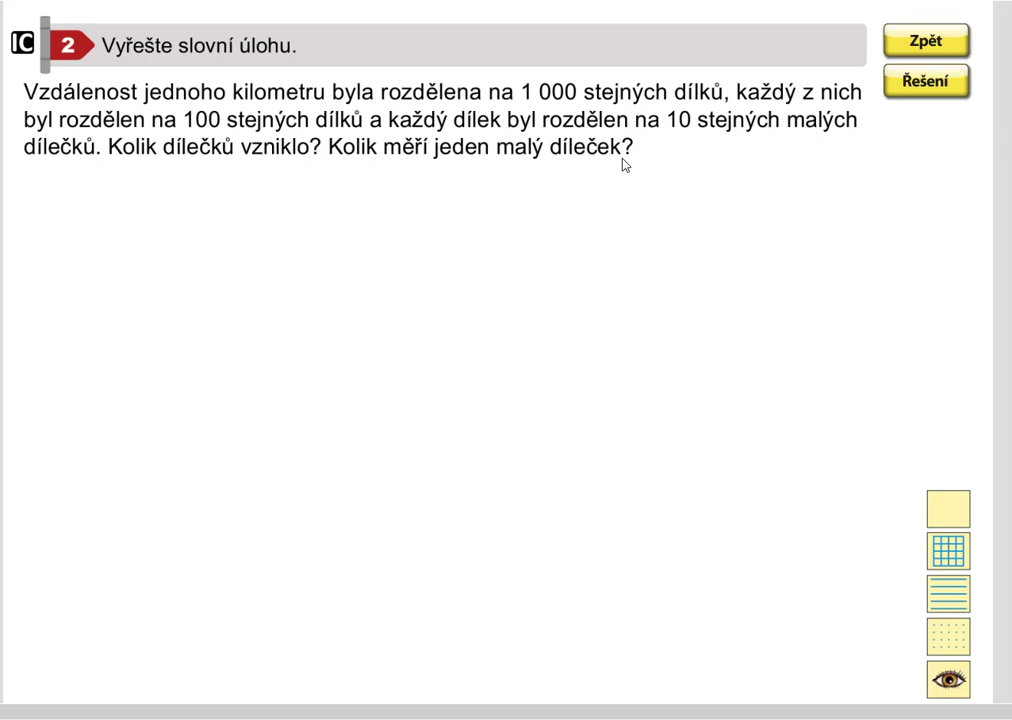 IC 2 Vyřešte slovní úlohu.
Zpět
Řešení
Vzdálenost jednoho kilometru byla rozdělena na 1 000 stejných dílků, každý z nich
byl rozdělen na 100 stejných dílků a každý dílek byl rozdělen na 10 stejných malých
dílečků. Kolik dílečků vzniklo? Kolik měří jeden malý díleček?